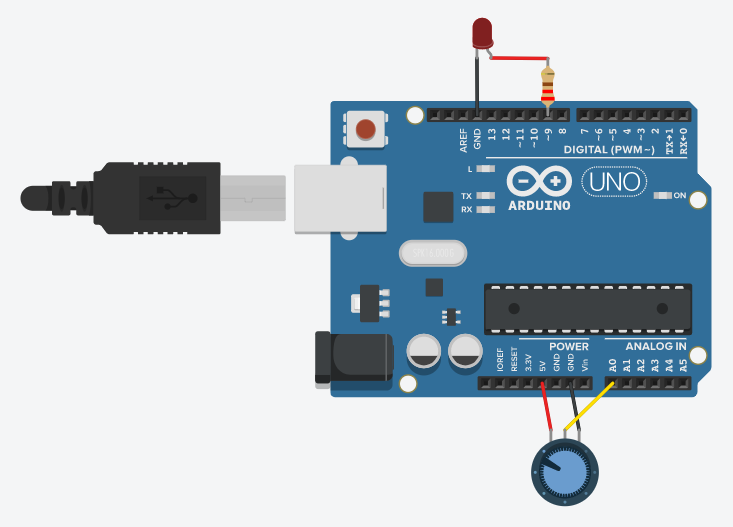 AREF
GND
13
12
~11
~10
~9
8
7
~6
~5
4
~3
2
TX→1
RX←0
DIGITAL (PWM~)
L
TX
RX
ARDUINO
UNO
ON
POWER
ANALOG IN
IOREF
RESET
3.3V
5V
GND
GND
Vin
A0
A1
A2
A3
A4
A5